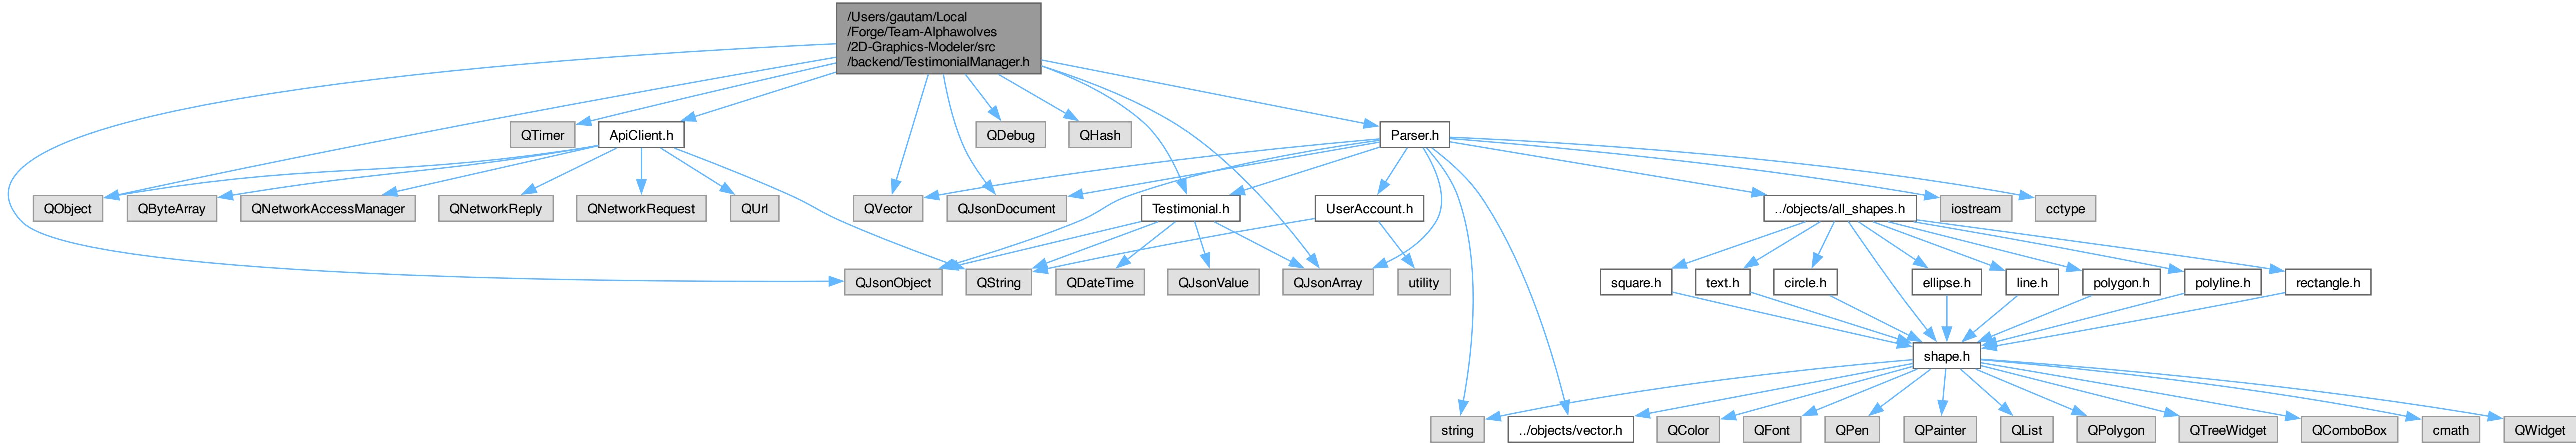 /Users/gautam/Local
/Forge/Team-Alphawolves
/2D-Graphics-Modeler/src
/backend/TestimonialManager.h
QTimer
ApiClient.h
QDebug
QHash
Parser.h
QObject
QByteArray
QNetworkAccessManager
QNetworkReply
QNetworkRequest
QUrl
QVector
QJsonDocument
Testimonial.h
UserAccount.h
../objects/all_shapes.h
iostream
cctype
QJsonObject
QString
QDateTime
QJsonValue
QJsonArray
utility
square.h
text.h
circle.h
ellipse.h
line.h
polygon.h
polyline.h
rectangle.h
shape.h
string
../objects/vector.h
QColor
QFont
QPen
QPainter
QList
QPolygon
QTreeWidget
QComboBox
cmath
QWidget